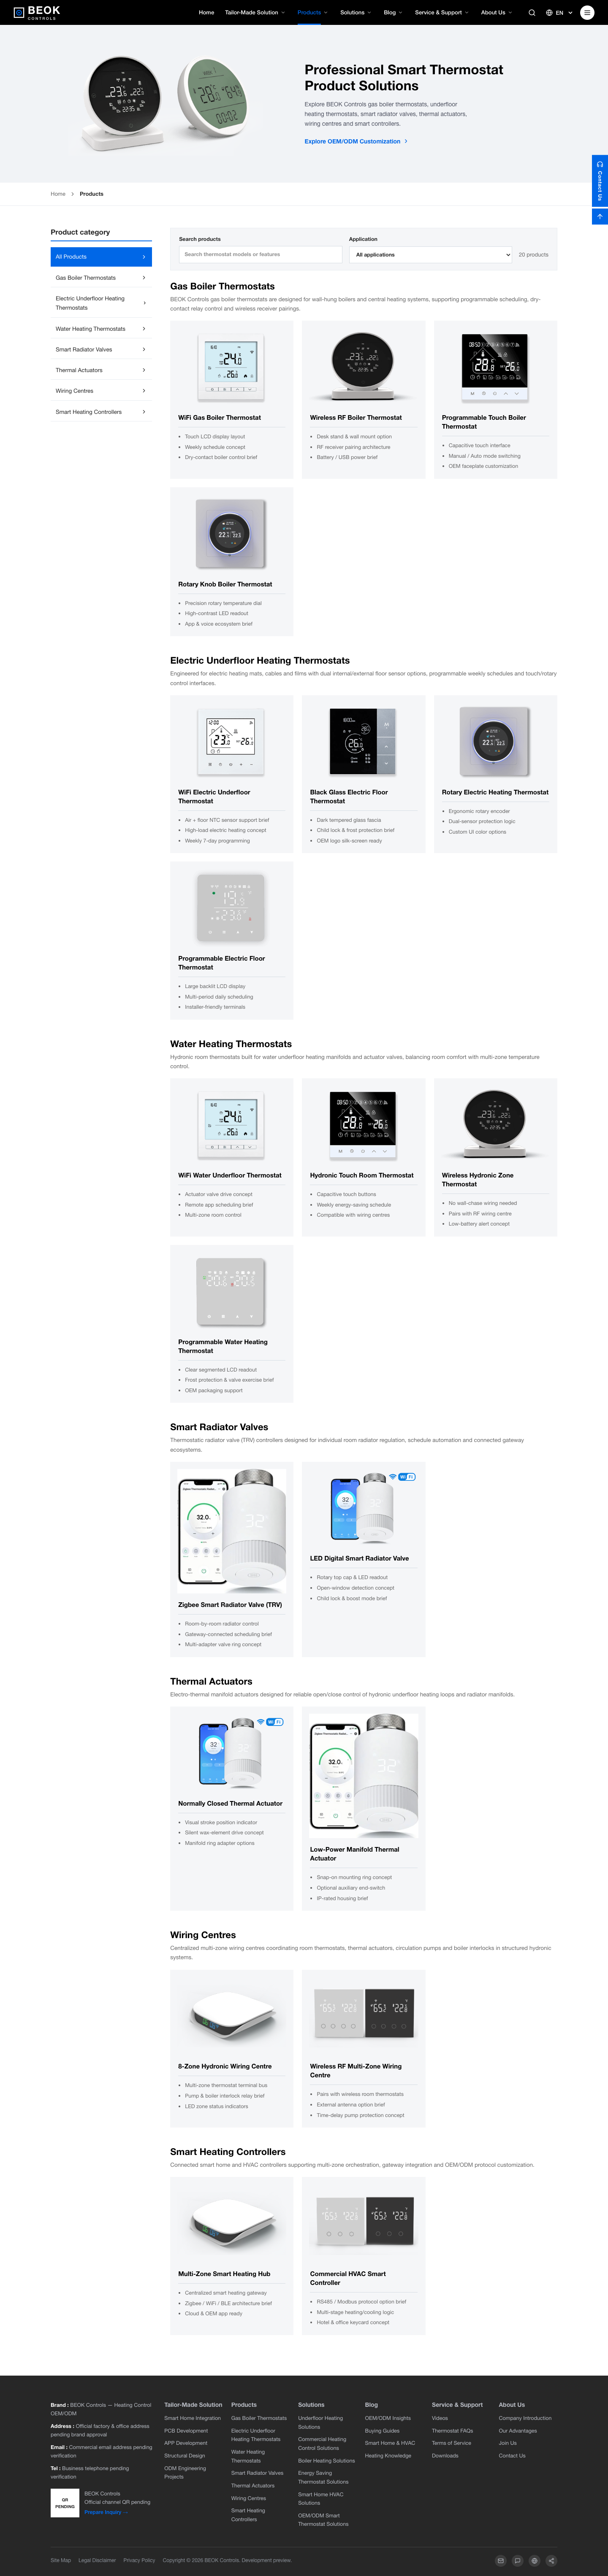 BEOK
CONTROLS
Home
Tailor-Made Solution
Products
Solutions
Blog
Service & Support
About Us
EN
Professional Smart Thermostat
Product Solutions
Explore BEOK Controls gas boiler thermostats, underfloor
heating thermostats, smart radiator valves, thermal actuators,
wiring centres and smart controllers.
Explore OEM/ODM Customization
Contact Us
Home
Products
Product category
All Products
Gas Boiler Thermostats
Electric Underfloor Heating
Thermostats
Water Heating Thermostats
Smart Radiator Valves
Thermal Actuators
Wiring Centres
Smart Heating Controllers
Search products
Search thermostat models or features
Application
All applications
20 products
Gas Boiler Thermostats
BEOK Controls gas boiler thermostats are designed for wall-hung boilers and central heating systems, supporting programmable scheduling, dry-
contact relay control and wireless receiver pairings.
WiFi Gas Boiler Thermostat
• Touch LCD display layout
• Weekly schedule concept
• Dry-contact boiler control brief
Wireless RF Boiler Thermostat
• Desk stand & wall mount option
• RF receiver pairing architecture
• Battery / USB power brief
Programmable Touch Boiler
Thermostat
• Capacitive touch interface
• Manual / Auto mode switching
• OEM faceplate customization
Rotary Knob Boiler Thermostat
• Precision rotary temperature dial
• High-contrast LED readout
• App & voice ecosystem brief
Electric Underfloor Heating Thermostats
Engineered for electric heating mats, cables and films with dual internal/external floor sensor options, programmable weekly schedules and touch/rotary
control interfaces.
WiFi Electric Underfloor
Thermostat
• Air + floor NTC sensor support brief
• High-load electric heating concept
• Weekly 7-day programming
Black Glass Electric Floor
Thermostat
• Dark tempered glass fascia
• Child lock & frost protection brief
• OEM logo silk-screen ready
Rotary Electric Heating Thermostat
• Ergonomic rotary encoder
• Dual-sensor protection logic
• Custom UI color options
Programmable Electric Floor
Thermostat
• Large backlit LCD display
• Multi-period daily scheduling
• Installer-friendly terminals
Water Heating Thermostats
Hydronic room thermostats built for water underfloor heating manifolds and actuator valves, balancing room comfort with multi-zone temperature
control.
WiFi Water Underfloor Thermostat
• Actuator valve drive concept
• Remote app scheduling brief
• Multi-zone room control
Hydronic Touch Room Thermostat
• Capacitive touch buttons
• Weekly energy-saving schedule
• Compatible with wiring centres
Wireless Hydronic Zone
Thermostat
• No wall-chase wiring needed
• Pairs with RF wiring centre
• Low-battery alert concept
Programmable Water Heating
Thermostat
• Clear segmented LCD readout
• Frost protection & valve exercise brief
• OEM packaging support
Smart Radiator Valves
Thermostatic radiator valve (TRV) controllers designed for individual room radiator regulation, schedule automation and connected gateway
ecosystems.
Zigbee Smart Radiator Valve (TRV)
• Room-by-room radiator control
• Gateway-connected scheduling brief
• Multi-adapter valve ring concept
LED Digital Smart Radiator Valve
• Rotary top cap & LED readout
• Open-window detection concept
• Child lock & boost mode brief
Thermal Actuators
Electro-thermal manifold actuators designed for reliable open/close control of hydronic underfloor heating loops and radiator manifolds.
Normally Closed Thermal Actuator
• Visual stroke position indicator
• Silent wax-element drive concept
• Manifold ring adapter options
Low-Power Manifold Thermal
Actuator
• Snap-on mounting ring concept
• Optional auxiliary end-switch
• IP-rated housing brief
Wiring Centres
Centralized multi-zone wiring centres coordinating room thermostats, thermal actuators, circulation pumps and boiler interlocks in structured hydronic
systems.
8-Zone Hydronic Wiring Centre
• Multi-zone thermostat terminal bus
• Pump & boiler interlock relay brief
• LED zone status indicators
Wireless RF Multi-Zone Wiring
Centre
• Pairs with wireless room thermostats
• External antenna option brief
• Time-delay pump protection concept
Smart Heating Controllers
Connected smart home and HVAC controllers supporting multi-zone orchestration, gateway integration and OEM/ODM protocol customization.
Multi-Zone Smart Heating Hub
• Centralized smart heating gateway
• Zigbee / WiFi / BLE architecture brief
• Cloud & OEM app ready
Commercial HVAC Smart
Controller
• RS485 / Modbus protocol option brief
• Multi-stage heating/cooling logic
• Hotel & office keycard concept
Brand : BEOK Controls — Heating Control
OEM/ODM
Address : Official factory & office address
pending brand approval
Email : Commercial email address pending
verification
Tel : Business telephone pending
verification
QR
PENDING
BEOK Controls
Official channel QR pending
Prepare inquiry →
Tailor-Made Solution
Smart Home Integration
PCB Development
APP Development
Structural Design
ODM Engineering
Projects
Products
Gas Boiler Thermostats
Electric Underfloor
Heating Thermostats
Water Heating
Thermostats
Smart Radiator Valves
Thermal Actuators
Wiring Centres
Smart Heating
Controllers
Solutions
Underfloor Heating
Solutions
Commercial Heating
Control Solutions
Boiler Heating Solutions
Energy Saving
Thermostat Solutions
Smart Home HVAC
Solutions
OEM/ODM Smart
Thermostat Solutions
Blog
OEM/ODM Insights
Buying Guides
Smart Home & HVAC
Heating Knowledge
Service & Support
Videos
Thermostat FAQs
Terms of Service
Downloads
About Us
Company Introduction
Our Advantages
Join Us
Contact Us
Site Map
Legal Disclaimer
Privacy Policy
Copyright © 2026 BEOK Controls. Development preview.